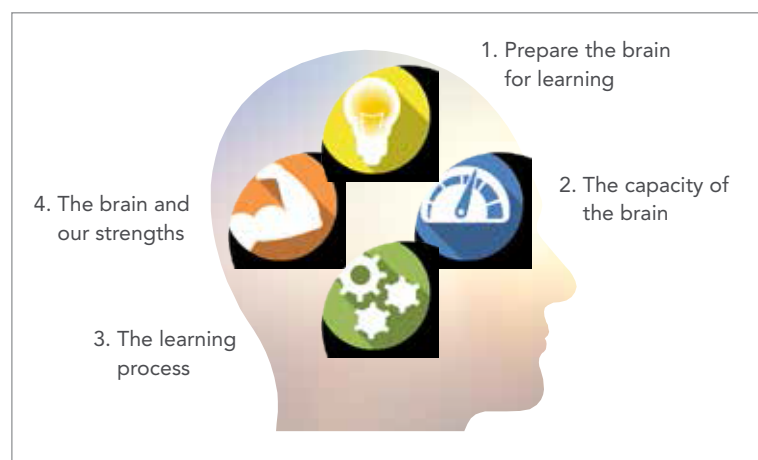 1. Prepare the brain
for learning
2. The capacity of
the brain
3. The learning
process
4. The brain and
our strengths